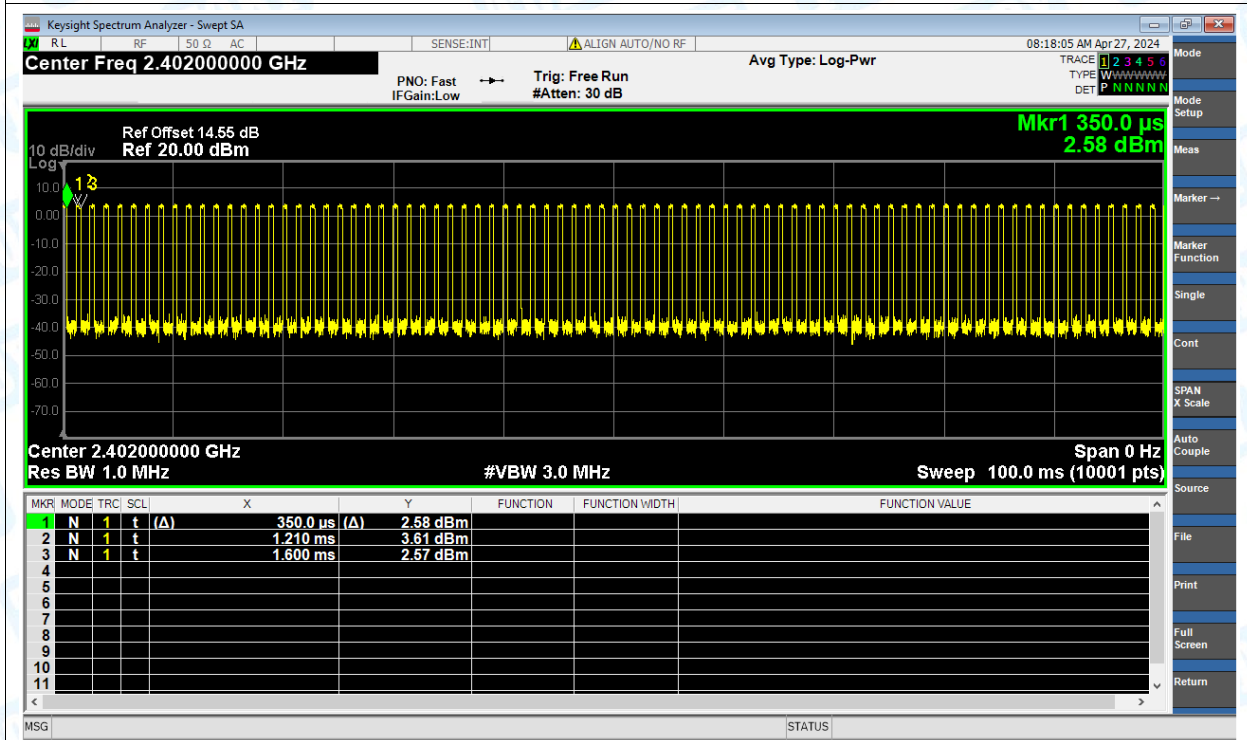 Keysight Spectrum Analyzer - Swept SA
LXI RL RF 50 Ω AC SENSE:INT ALIGN AUTO/NO RF 08:18:05 AM Apr 27, 2024
Center Freq 2.402000000 GHz
Avg Type: Log-Pwr
TRACE 1 2 3 4 5 6
PNO: Fast Trig: Free Run
TYPE WWWWWW
IFGain:Low #Atten: 30 dB
DET P N N N N N
Mkr1 350.0 µs
2.58 dBm
Ref Offset 14.55 dB
10 dB/div Ref 20.00 dBm
Log
1 3
10.0
0.00
-10.0
-20.0
-30.0
-40.0
-50.0
-60.0
-70.0
Center 2.402000000 GHz Span 0 Hz
Res BW 1.0 MHz #VBW 3.0 MHz Sweep 100.0 ms (10001 pts)
MKR MODE TRC SCL X Y FUNCTION FUNCTION WIDTH FUNCTION VALUE
1 N 1 t (Δ) 350.0 µs (Δ) 2.58 dBm
2 N 1 t 1.210 ms 3.61 dBm
3 N 1 t 1.600 ms 2.57 dBm
4
5
6
7
8
9
10
11
MSG STATUS
Mode
Mode
Setup
Meas
Marker →
Marker
Function
Single
Cont
SPAN
X Scale
Auto
Couple
Source
File
Print
Full
Screen
Return